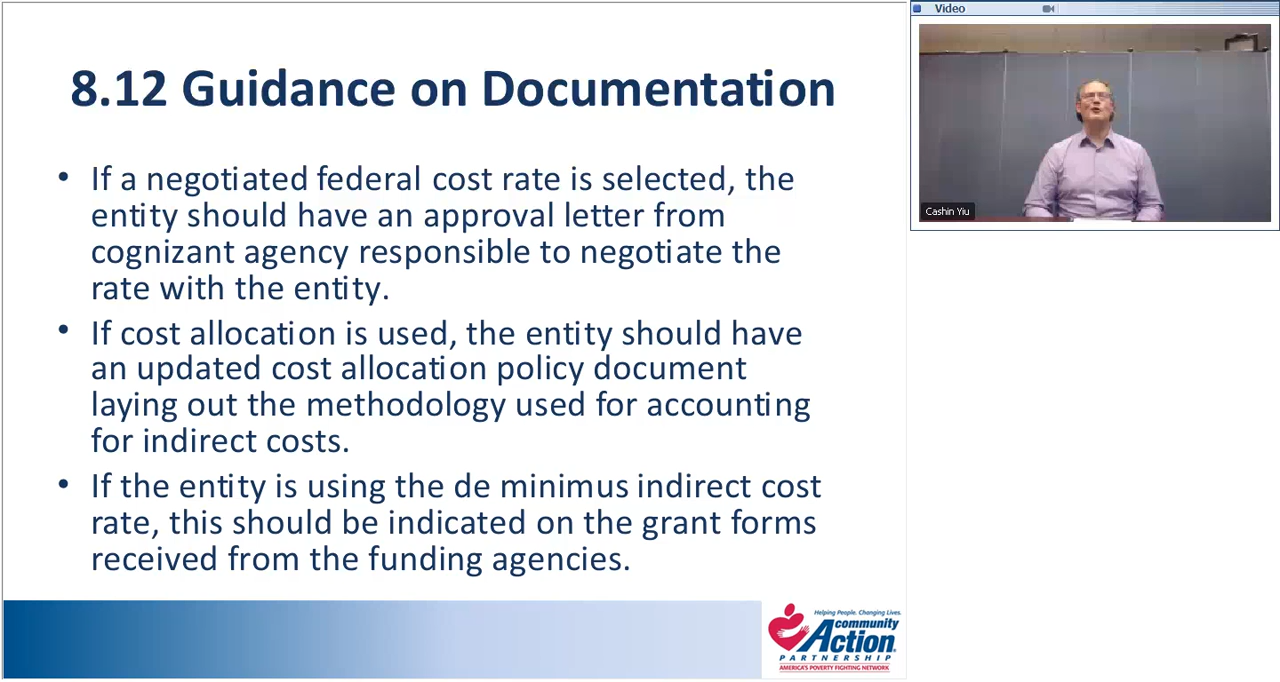 8.12 Guidance on Documentation
• If a negotiated federal cost rate is selected, the
entity should have an approval letter from
cognizant agency responsible to negotiate the
rate with the entity.
• If cost allocation is used, the entity should have
an updated cost allocation policy document
laying out the methodology used for accounting
for indirect costs.
• If the entity is using the de minimus indirect cost
rate, this should be indicated on the grant forms
received from the funding agencies.
Helping People. Changing Lives.
community
Action
PARTNERSHIP
AMERICA'S POVERTY FIGHTING NETWORK
Video
Cashin Yiu